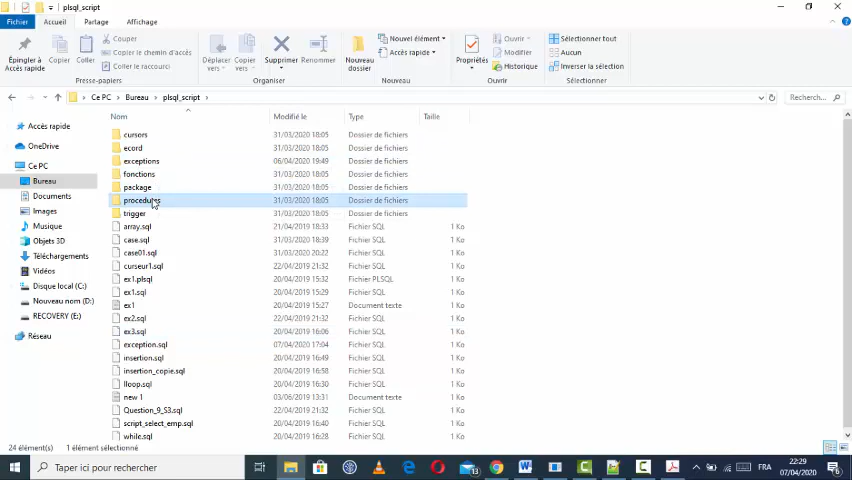 plsql_script
Fichier Accueil Partage Affichage
Épingler à Accès rapide
Copier
Coller
Couper
Copier le chemin d'accès
Coller le raccourci
Déplacer vers
Copier vers
Supprimer
Renommer
Nouveau dossier
Nouvel élément
Accès rapide
Propriétés
Ouvrir
Modifier
Historique
Sélectionner tout
Aucun
Inverser la sélection
Presse-papiers Organiser Nouveau Ouvrir Sélectionner
Ce PC > Bureau > plsql_script Recherch...
Nom Modifié le Type Taille
Accès rapide
OneDrive
Ce PC
Bureau
Documents
Images
Musique
Objets 3D
Téléchargements
Vidéos
Disque local (C:)
Nouveau nom (D:)
RECOVERY (E:)
Réseau
cursors 31/03/2020 18:05 Dossier de fichiers
ecord 31/03/2020 18:05 Dossier de fichiers
exceptions 06/04/2020 19:49 Dossier de fichiers
fonctions 31/03/2020 18:05 Dossier de fichiers
package 31/03/2020 18:05 Dossier de fichiers
procedures 31/03/2020 18:05 Dossier de fichiers
trigger 31/03/2020 18:05 Dossier de fichiers
array.sql 21/04/2019 18:33 Fichier SQL 1 Ko
case.sql 31/03/2020 18:39 Fichier SQL 1 Ko
case01.sql 31/03/2020 20:22 Fichier SQL 1 Ko
curseur1.sql 22/04/2019 21:32 Fichier SQL 1 Ko
ex1.plsql 20/04/2019 15:32 Fichier PLSQL 1 Ko
ex1.sql 20/04/2019 15:29 Fichier SQL 1 Ko
ex1 20/04/2019 15:27 Document texte 1 Ko
ex2.sql 22/04/2019 21:32 Fichier SQL 1 Ko
ex3.sql 20/04/2019 16:06 Fichier SQL 1 Ko
exception.sql 07/04/2020 17:04 Fichier SQL 1 Ko
insertion.sql 20/04/2019 16:49 Fichier SQL 1 Ko
insertion_copie.sql 20/04/2019 16:58 Fichier SQL 1 Ko
lloop.sql 20/04/2019 16:30 Fichier SQL 1 Ko
new 1 03/06/2019 13:31 Document texte 1 Ko
Question_9_S3.sql 22/04/2019 21:32 Fichier SQL 1 Ko
script_select_emp.sql 20/04/2019 16:40 Fichier SQL 1 Ko
while.sql 20/04/2019 16:28 Fichier SQL 1 Ko
24 élément(s) 1 élément sélectionné
Taper ici pour rechercher
13
FRA
22:29
07/04/2020
6